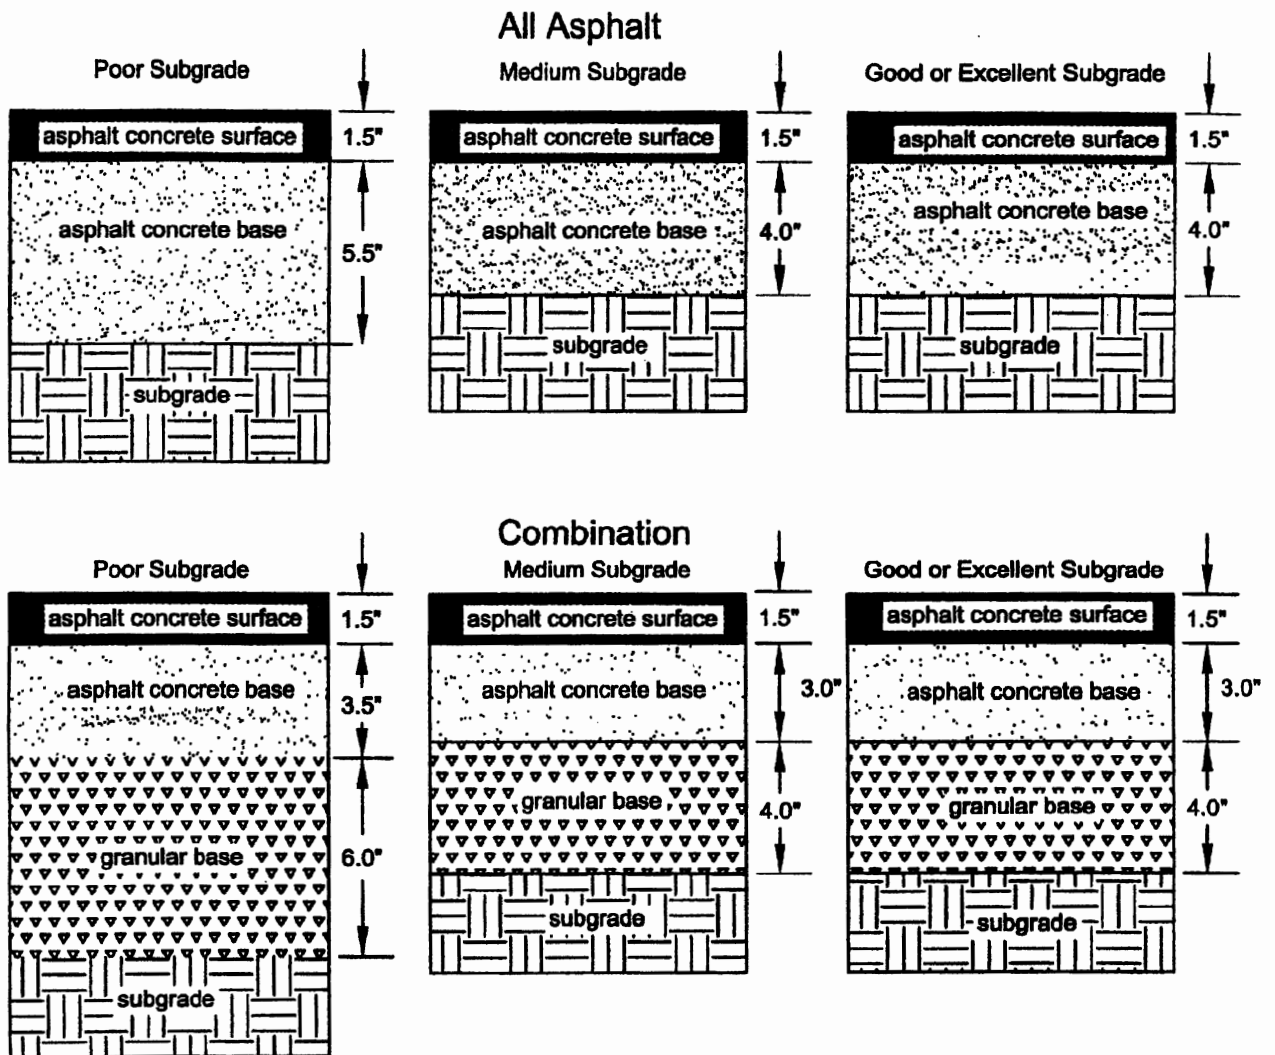 All Asphalt
Poor Subgrade
Medium Subgrade
Good or Excellent Subgrade
asphalt concrete surface
1.5"
asphalt concrete surface
1.5"
asphalt concrete surface
1.5"
asphalt concrete base
5.5"
asphalt concrete base
4.0"
asphalt concrete base
4.0"
subgrade
subgrade
subgrade
Combination
Poor Subgrade
Medium Subgrade
Good or Excellent Subgrade
asphalt concrete surface
1.5"
asphalt concrete surface
1.5"
asphalt concrete surface
1.5"
asphalt concrete base
3.5"
asphalt concrete base
3.0"
asphalt concrete base
3.0"
granular base
6.0"
granular base
4.0"
granular base
4.0"
subgrade
subgrade
subgrade